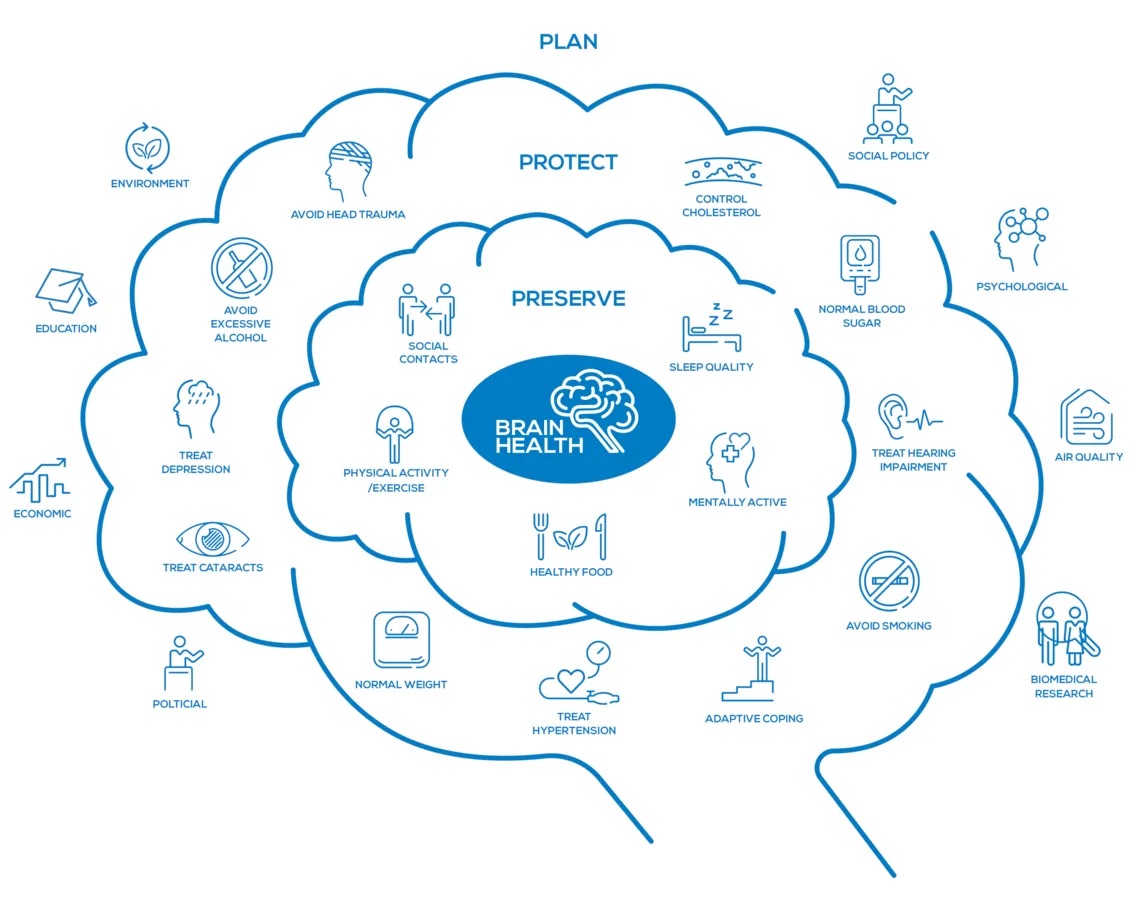 PLAN
SOCIAL POLICY
ENVIRONMENT
PROTECT
AVOID HEAD TRAUMA
CONTROL
CHOLESTEROL
PSYCHOLOGICAL
EDUCATION
AVOID
EXCESSIVE
ALCOHOL
PRESERVE
NORMAL BLOOD
SUGAR
SOCIAL
CONTACTS
Z Z Z
SLEEP QUALITY
BRAIN
HEALTH
TREAT
DEPRESSION
PHYSICAL ACTIVITY
/EXERCISE
MENTALLY ACTIVE
TREAT HEARING
IMPAIRMENT
AIR QUALITY
ECONOMIC
TREAT CATARACTS
HEALTHY FOOD
AVOID SMOKING
POLTICIAL
NORMAL WEIGHT
TREAT
HYPERTENSION
ADAPTIVE COPING
BIOMEDICAL
RESEARCH